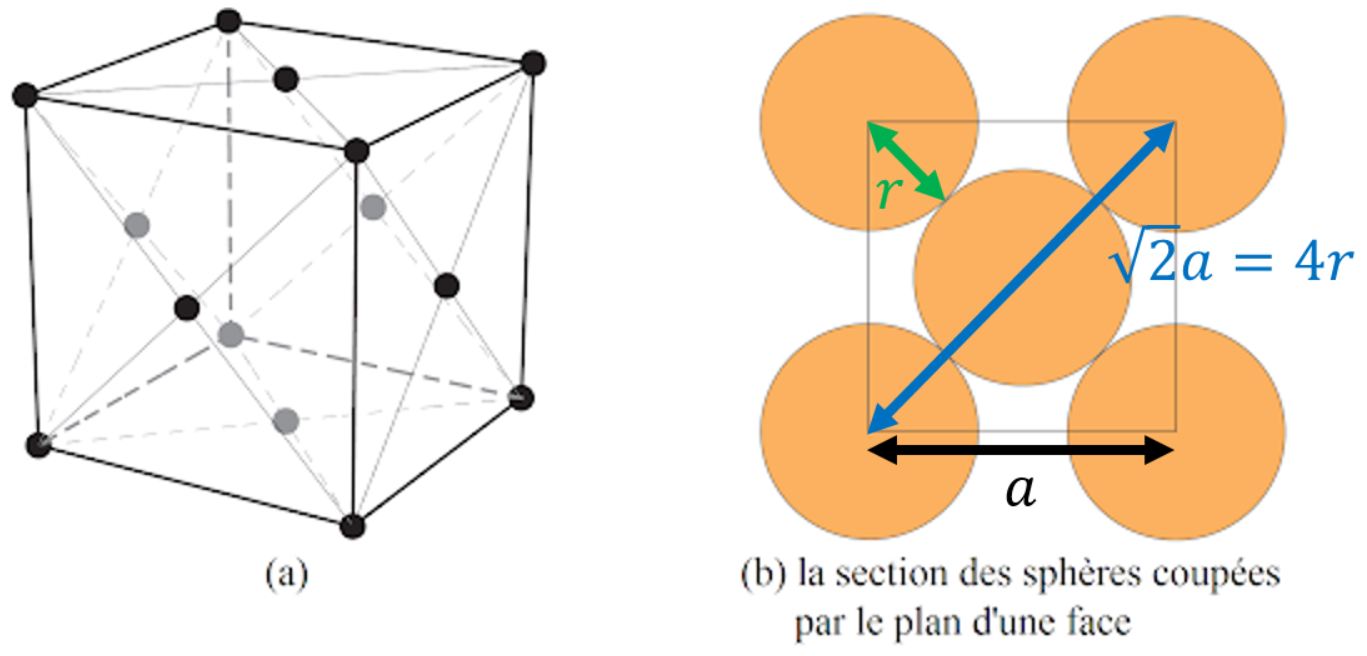 r
√2a = 4r
a
(a)
(b) la section des sphères coupées
par le plan d'une face